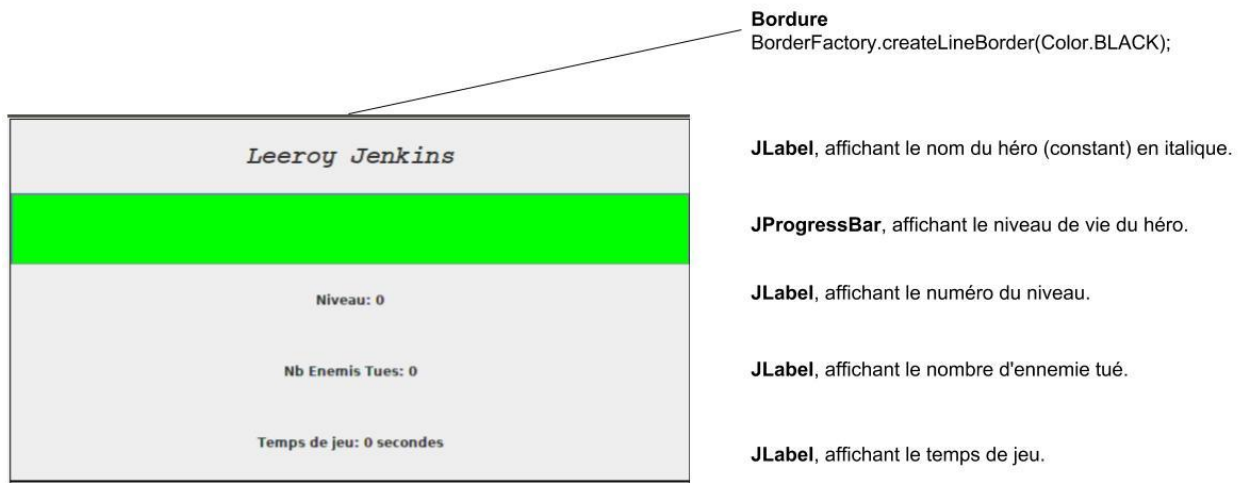 Bordure
BorderFactory.createLineBorder(Color.BLACK);
Leeroy Jenkins
JLabel, affichant le nom du héro (constant) en italique.
JProgressBar, affichant le niveau de vie du héro.
Niveau: 0
JLabel, affichant le numéro du niveau.
Nb Enemis Tues: 0
JLabel, affichant le nombre d'ennemie tué.
Temps de jeu: 0 secondes
JLabel, affichant le temps de jeu.